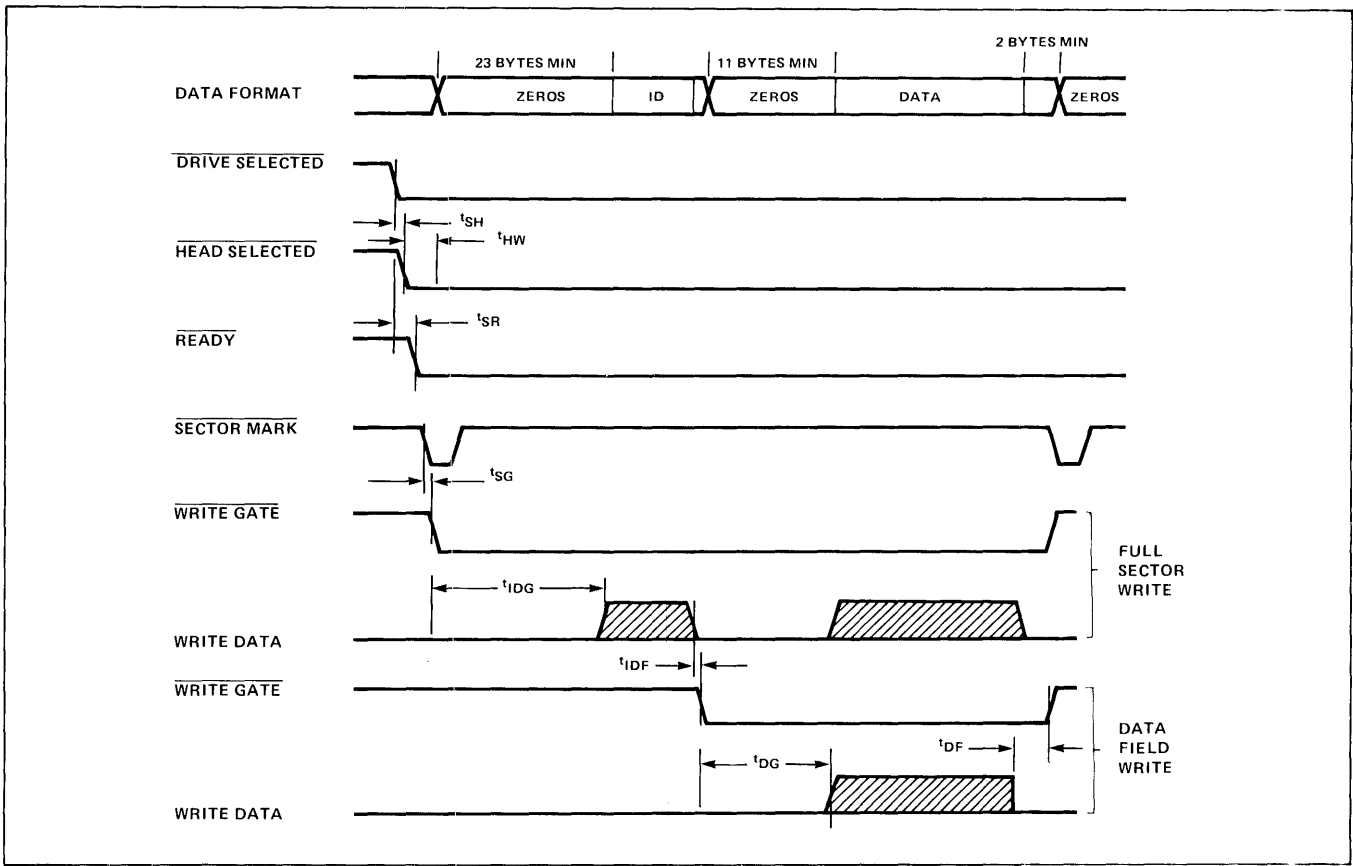 23 BYTES MIN 11 BYTES MIN 2 BYTES MIN
DATA FORMAT ZEROS ID ZEROS DATA ZEROS
DRIVE SELECTED
tSH
tHW
HEAD SELECTED
tSR
READY
SECTOR MARK
tSG
WRITE GATE
FULL
SECTOR
WRITE
tIDG
WRITE DATA
tIDF
WRITE GATE
DATA
FIELD
WRITE
tDF
tDG
WRITE DATA